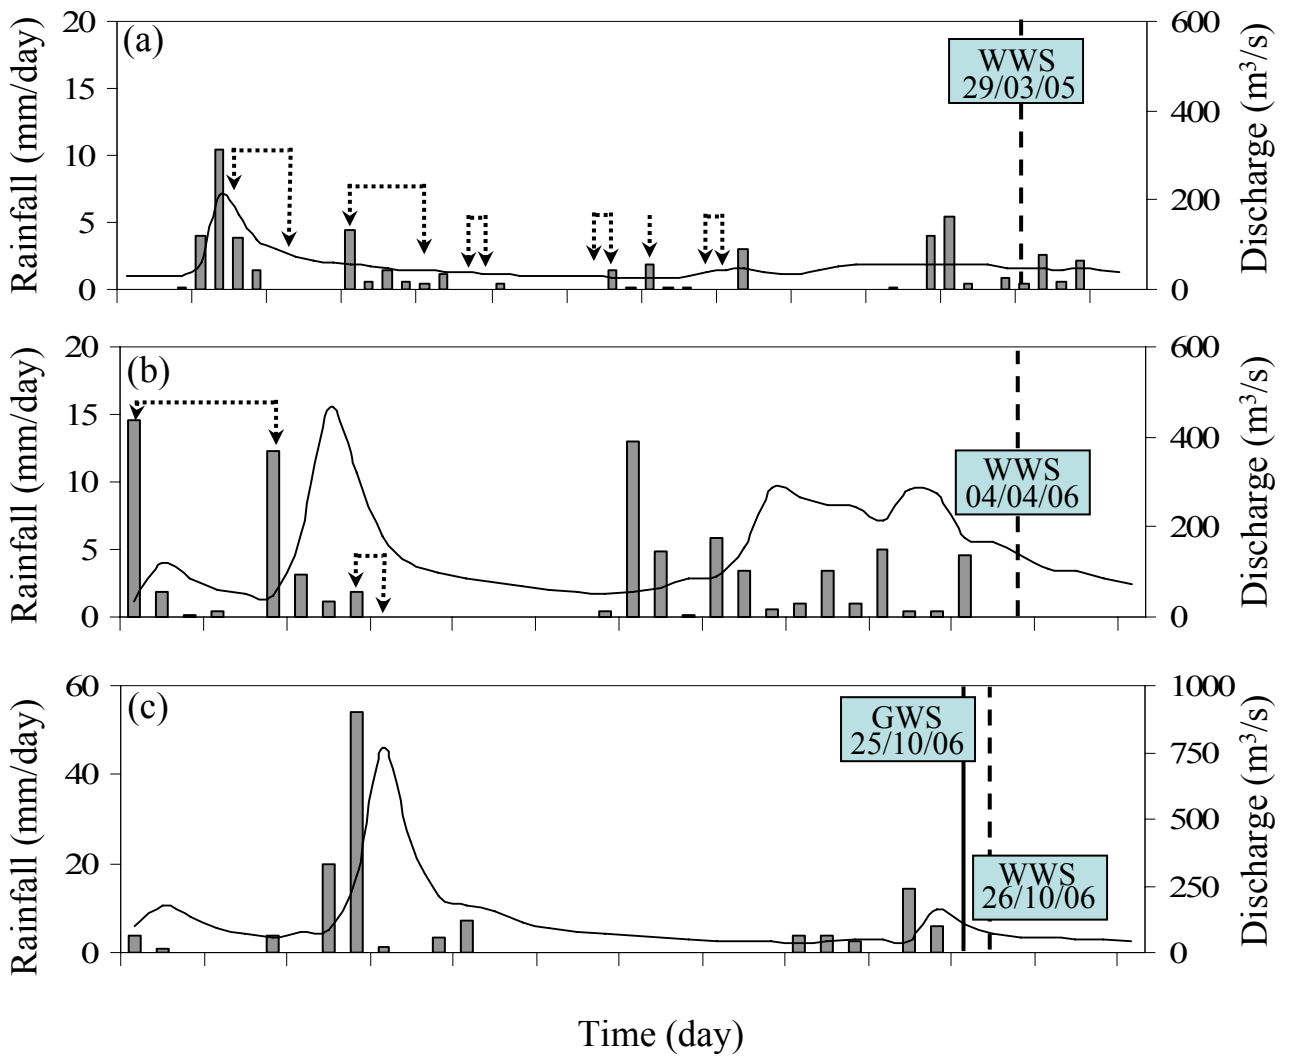 Rainfall (mm/day)
20
15
10
5
0
(a)
WWS
29/03/05
600
400
200
0
Discharge (m³/s)
Rainfall (mm/day)
20
15
10
5
0
(b)
WWS
04/04/06
600
400
200
0
Discharge (m³/s)
Rainfall (mm/day)
60
40
20
0
(c)
GWS
25/10/06
WWS
26/10/06
1000
750
500
250
0
Discharge (m³/s)
Time (day)